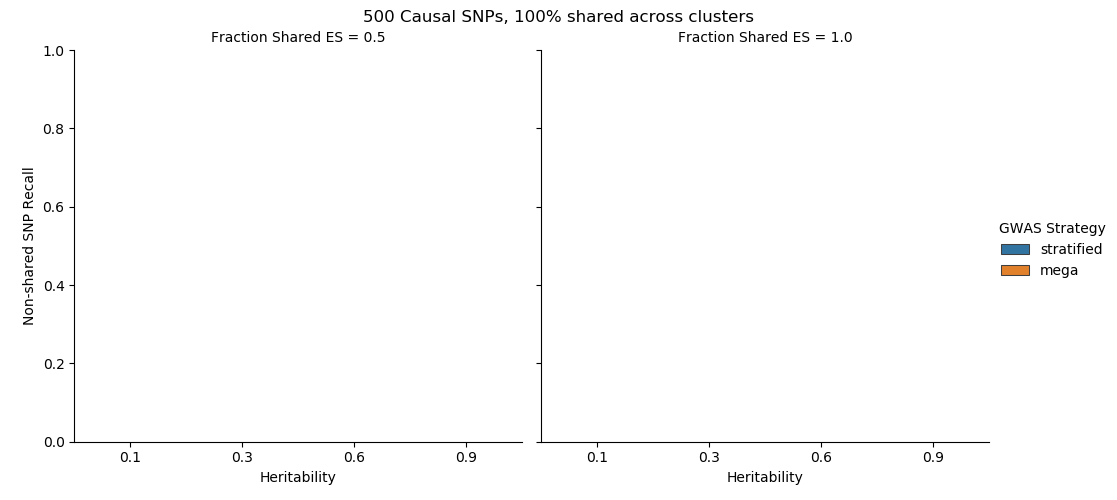 500 Causal SNPs, 100% shared across clusters
Fraction Shared ES = 0.5
Fraction Shared ES = 1.0
1.0
0.8
0.6
0.4
0.2
0.0
Non-shared SNP Recall
0.1 0.3 0.6 0.9
Heritability
0.1 0.3 0.6 0.9
Heritability
GWAS Strategy
stratified
mega